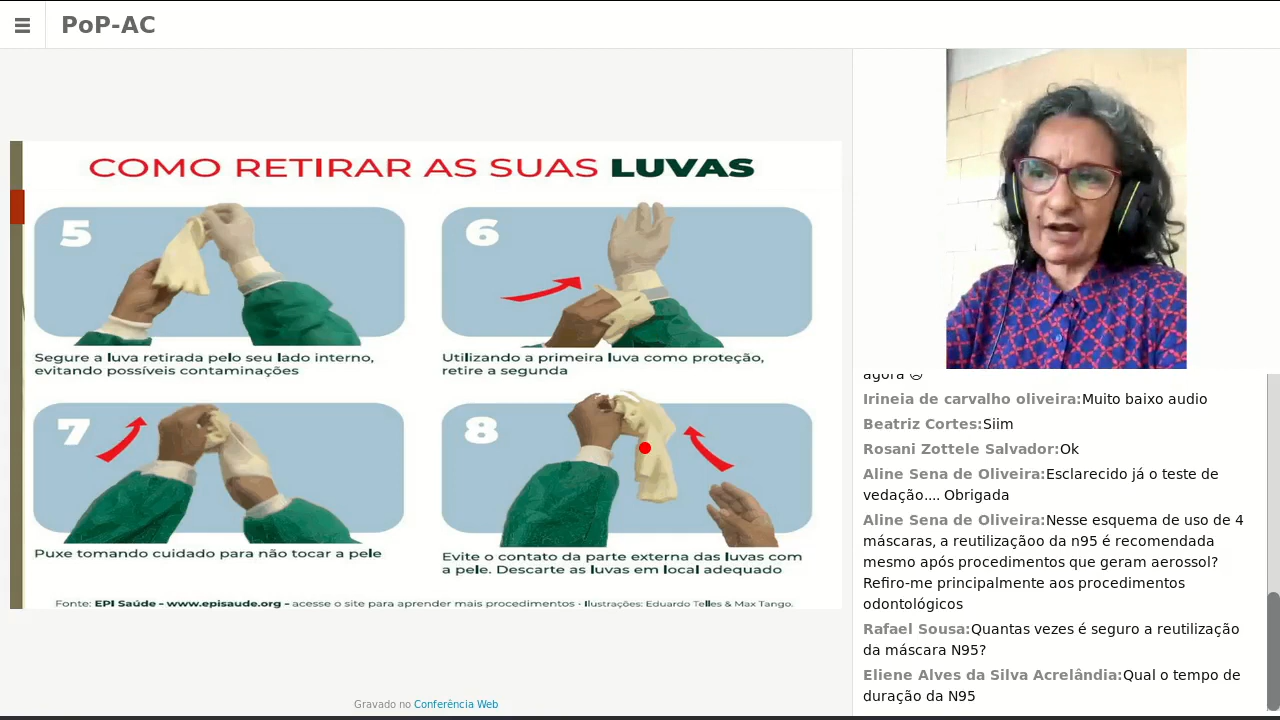 PoP-AC
COMO RETIRAR AS SUAS LUVAS
5
6
Segure a luva retirada pelo seu lado interno,
evitando possíveis contaminações
Utilizando a primeira luva como proteção,
retire a segunda
7
8
Puxe tomando cuidado para não tocar a pele
Evite o contato da parte externa das luvas com
a pele. Descarte as luvas em local adequado
Fonte: EPI Saúde - www.episaude.org - acesse o site para aprender mais procedimentos · Ilustrações: Eduardo Telles & Max Tango.
Gravado no Conferência Web
agora ☹
Irineia de carvalho oliveira:Muito baixo audio
Beatriz Cortes:Siim
Rosani Zottele Salvador:Ok
Aline Sena de Oliveira:Esclarecido já o teste de
vedação.... Obrigada
Aline Sena de Oliveira:Nesse esquema de uso de 4
máscaras, a reutilizaçãoo da n95 é recomendada
mesmo após procedimentos que geram aerossol?
Refiro-me principalmente aos procedimentos
odontológicos
Rafael Sousa:Quantas vezes é seguro a reutilização
da máscara N95?
Eliene Alves da Silva Acrelândia:Qual o tempo de
duração da N95